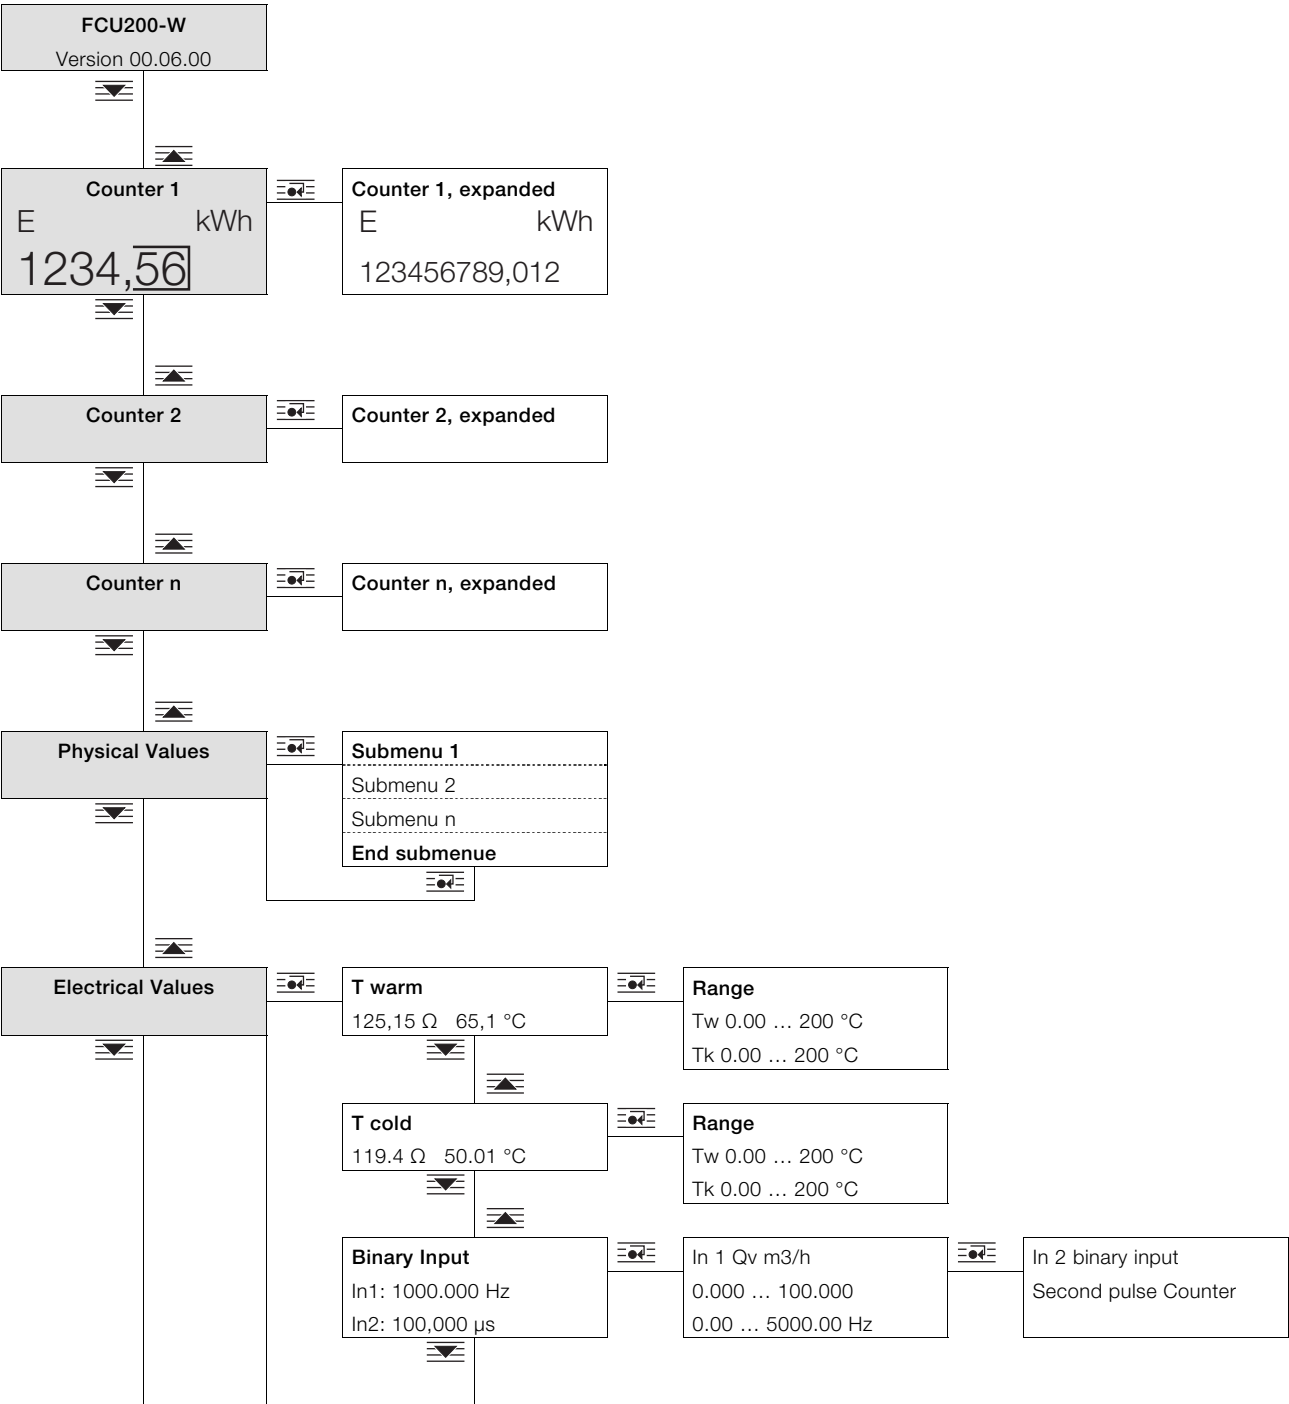 FCU200-W
Version 00.06.00
Counter 1
E kWh
1234,56
Counter 1, expanded
E kWh
123456789,012
Counter 2
Counter 2, expanded
Counter n
Counter n, expanded
Physical Values
Submenu 1
Submenu 2
Submenu n
End submenue
Electrical Values
T warm
125,15 Ω 65,1 °C
Range
Tw 0.00 … 200 °C
Tk 0.00 … 200 °C
T cold
119.4 Ω 50.01 °C
Range
Tw 0.00 … 200 °C
Tk 0.00 … 200 °C
Binary Input
In1: 1000.000 Hz
In2: 100,000 µs
In 1 Qv m3/h
0.000 … 100.000
0.00 … 5000.00 Hz
In 2 binary input
Second pulse Counter